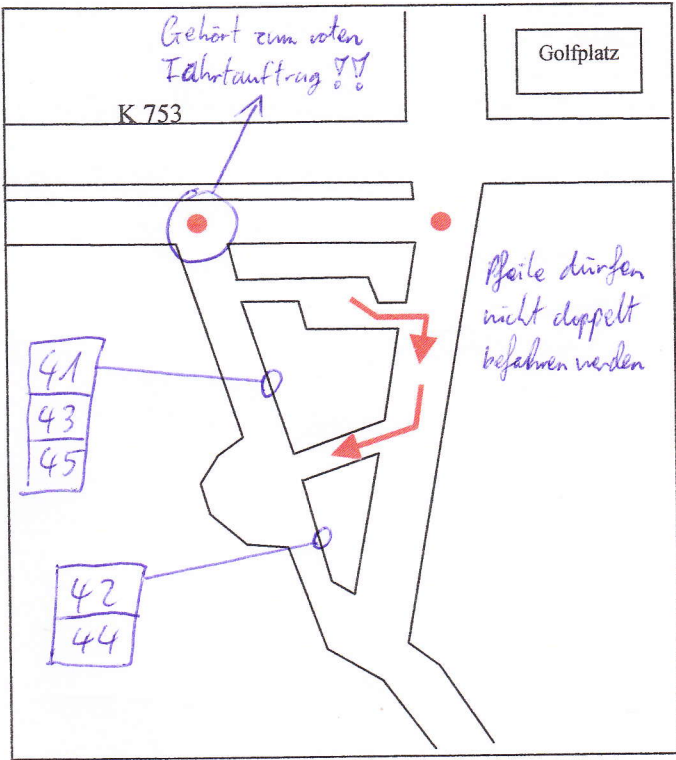 Gehört zum roten
Fahrtauftrag !!
Golfplatz
K 753
Pfeile dürfen
nicht doppelt
befahren werden
41
43
45
42
44